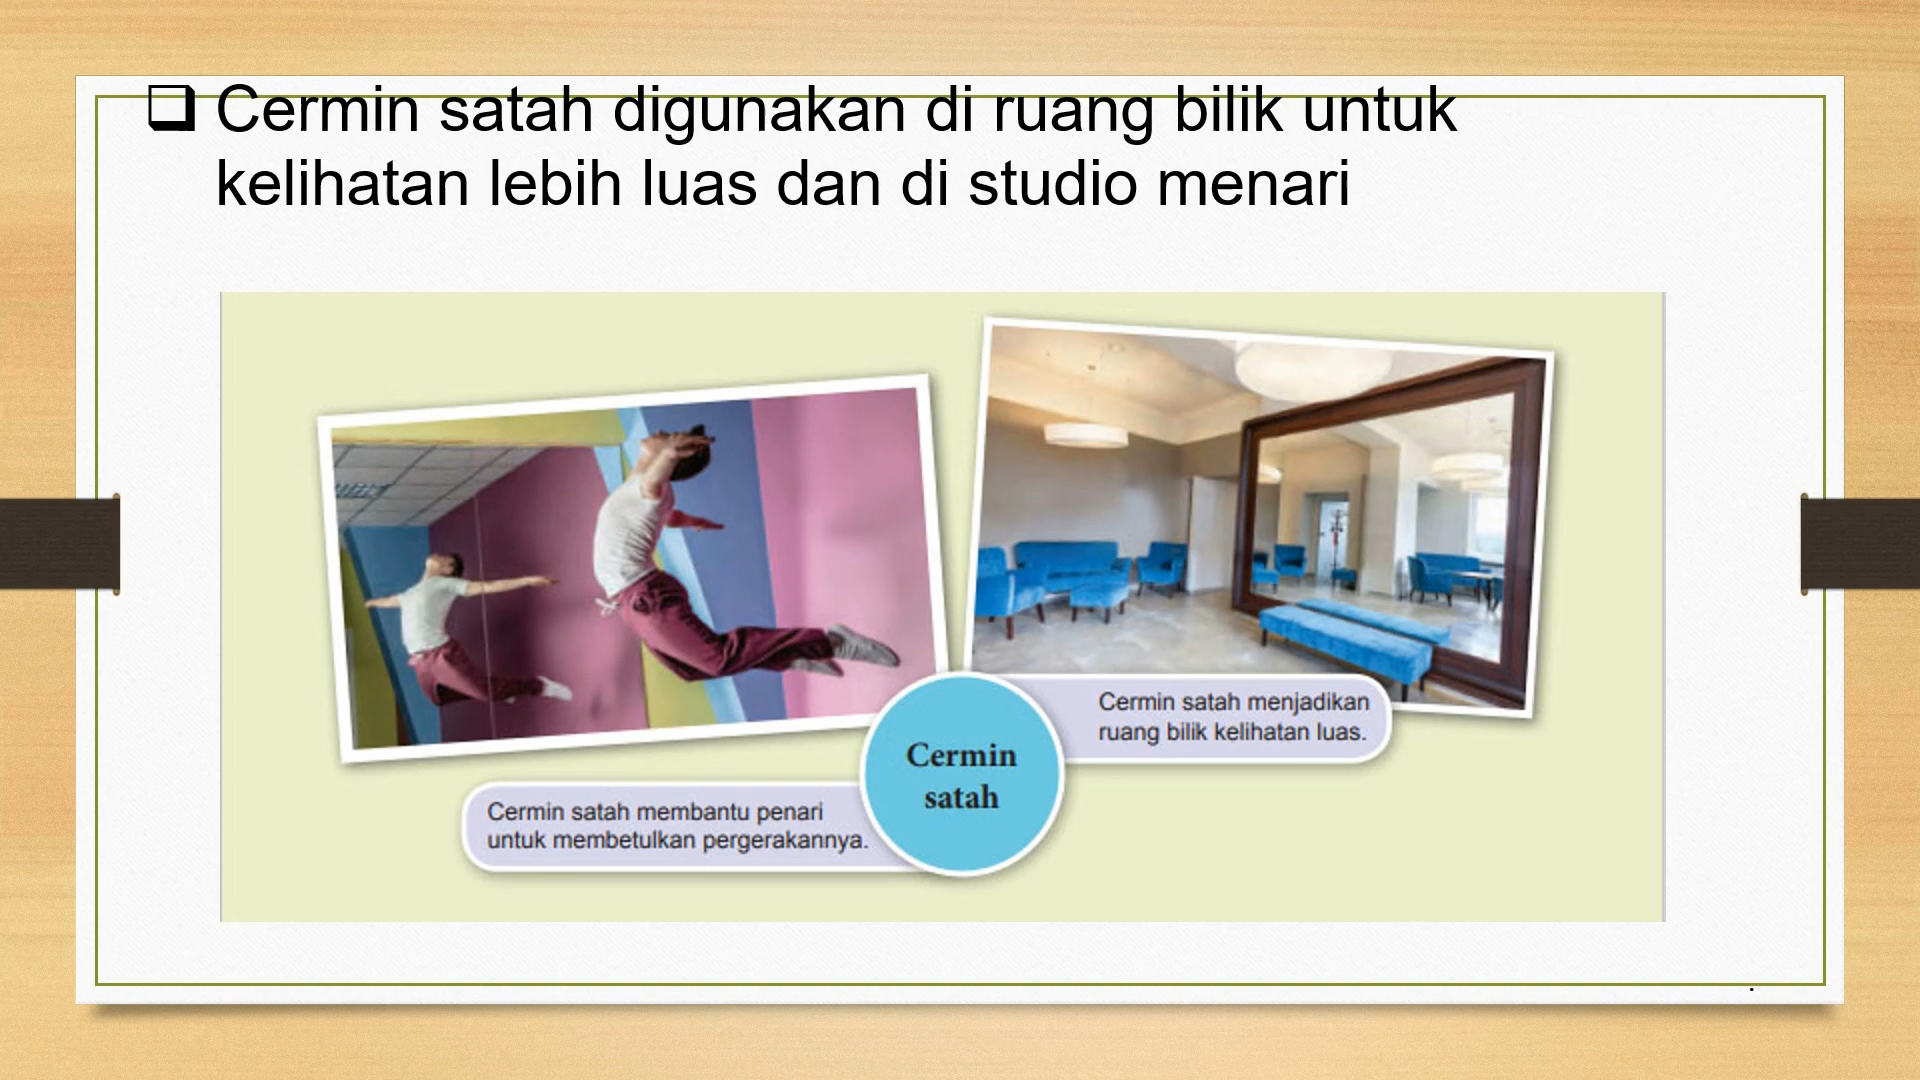 Cermin satah digunakan di ruang bilik untuk
kelihatan lebih luas dan di studio menari
Cermin satah menjadikan
ruang bilik kelihatan luas.
Cermin
satah
Cermin satah membantu penari
untuk membetulkan pergerakannya.
.